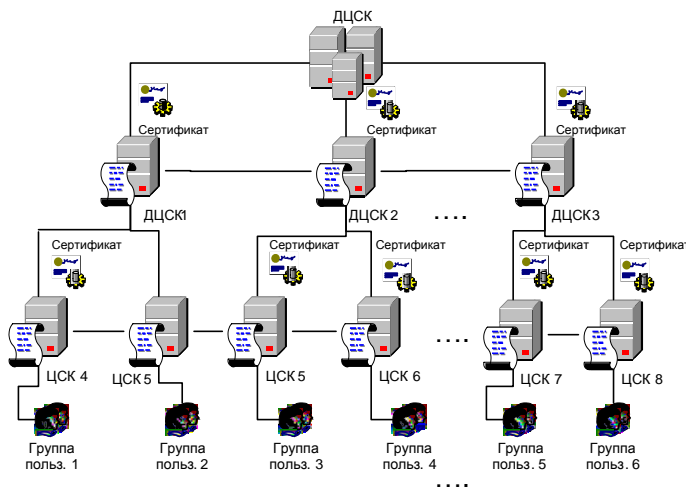 ДЦСК
Сертификат
Сертификат
Сертификат
ДЦСК1
ДЦСК 2
....
ДЦСК3
Сертификат
Сертификат
Сертификат
Сертификат
Сертификат
....
ЦСК 4
ЦСК 5
ЦСК 5
ЦСК 6
ЦСК 7
ЦСК 8
Группа
польз. 1
Группа
польз. 2
Группа
польз. 3
Группа
польз. 4
Группа
польз. 5
Группа
польз. 6
....